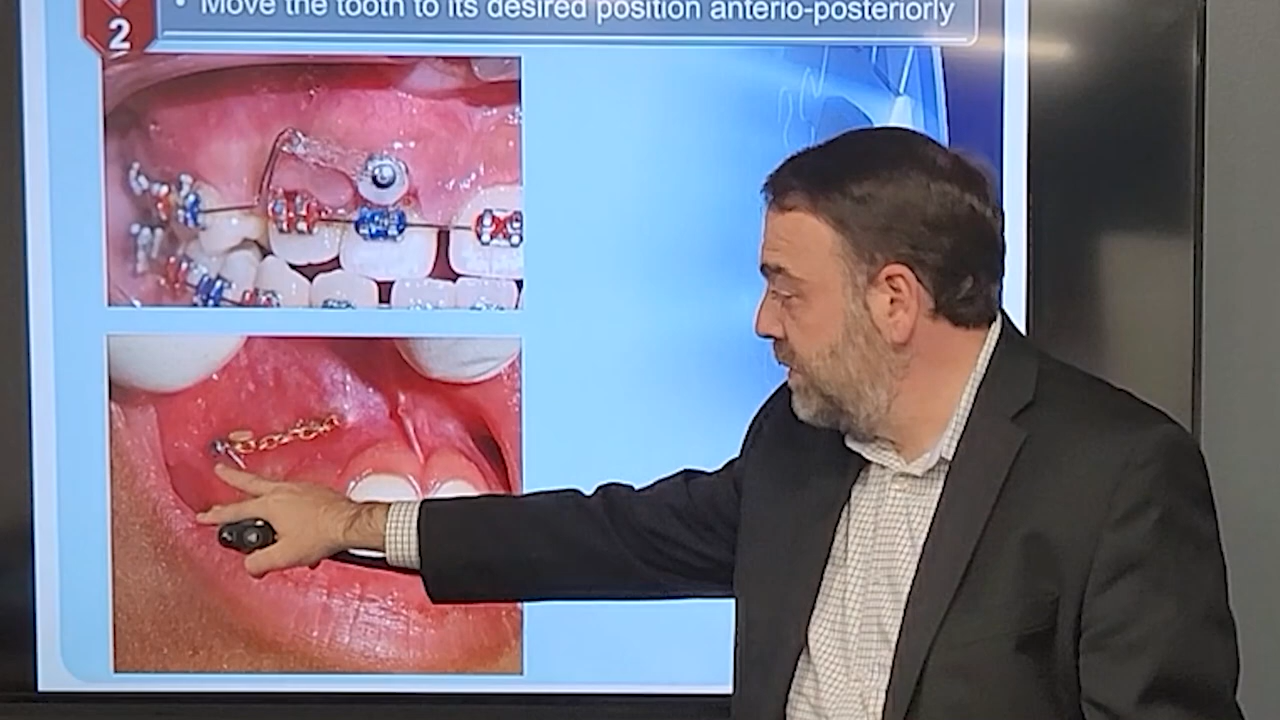 • Move the tooth to its desired position anterio-posteriorly
2